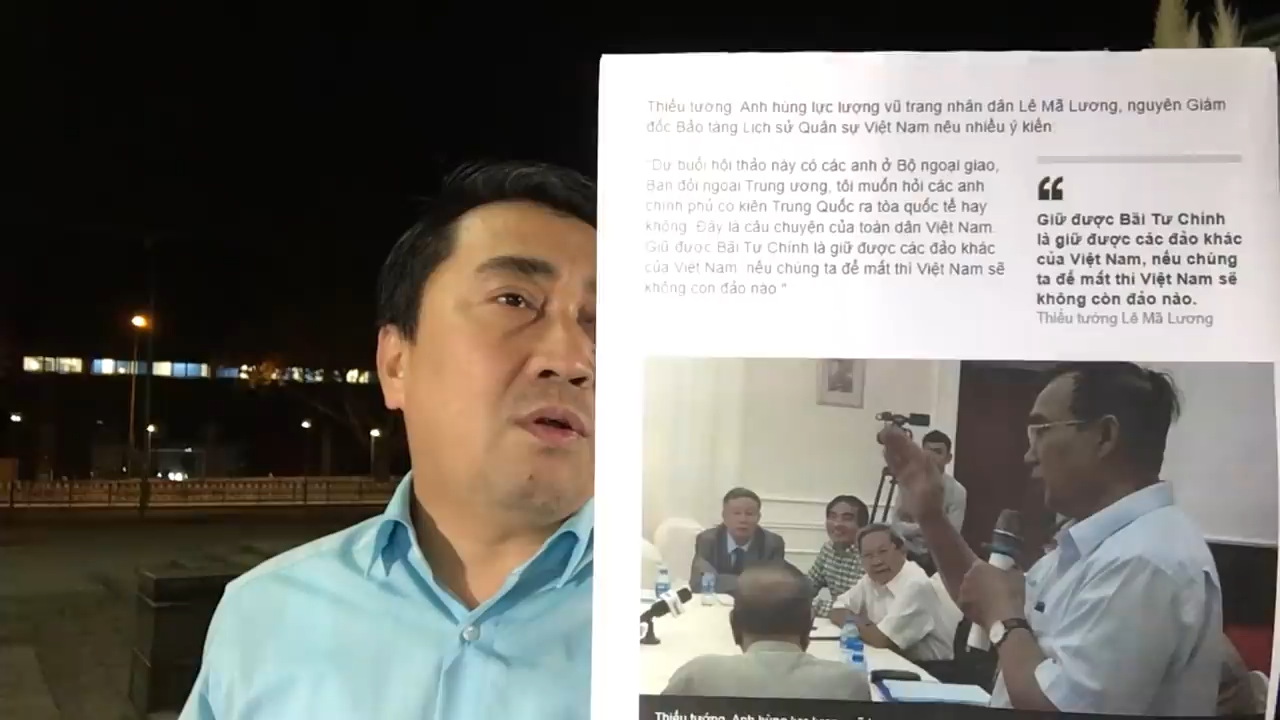 Thiếu tướng, Anh hùng lực lượng vũ trang nhân dân Lê Mã Lương, nguyên Giám
đốc Bảo tàng Lịch sử Quân sự Việt Nam nêu nhiều ý kiến:
"Dự buổi hội thảo này có các anh ở Bộ ngoại giao,
Ban đối ngoại Trung ương, tôi muốn hỏi các anh
chính phủ có kiện Trung Quốc ra tòa quốc tế hay
không. Đây là câu chuyện của toàn dân Việt Nam.
Giữ được Bãi Tư Chính là giữ được các đảo khác
của Việt Nam, nếu chúng ta để mất thì Việt Nam sẽ
không còn đảo nào."
Giữ được Bãi Tư Chính
là giữ được các đảo khác
của Việt Nam, nếu chúng
ta để mất thì Việt Nam sẽ
không còn đảo nào.
Thiếu tướng Lê Mã Lương
Thiếu tướng, Anh hùng